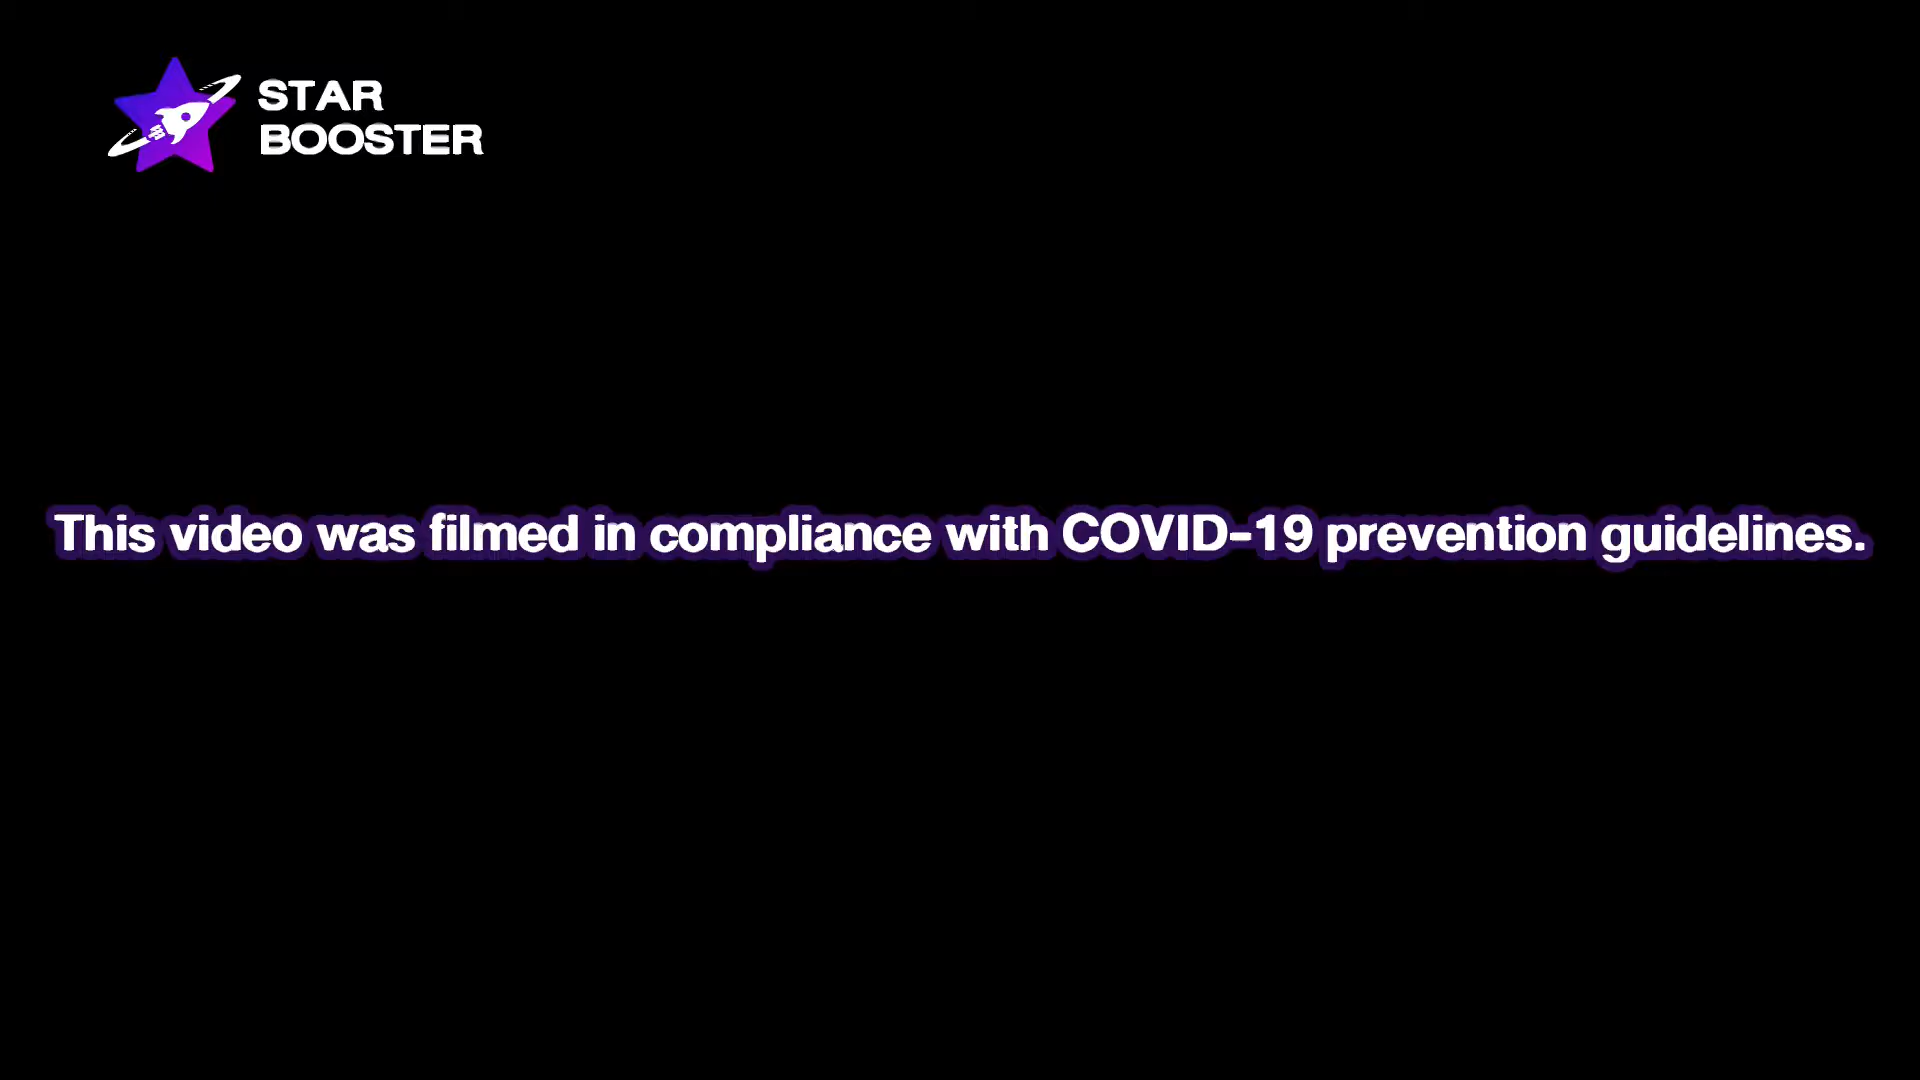 STAR
BOOSTER
This video was filmed in compliance with COVID-19 prevention guidelines.